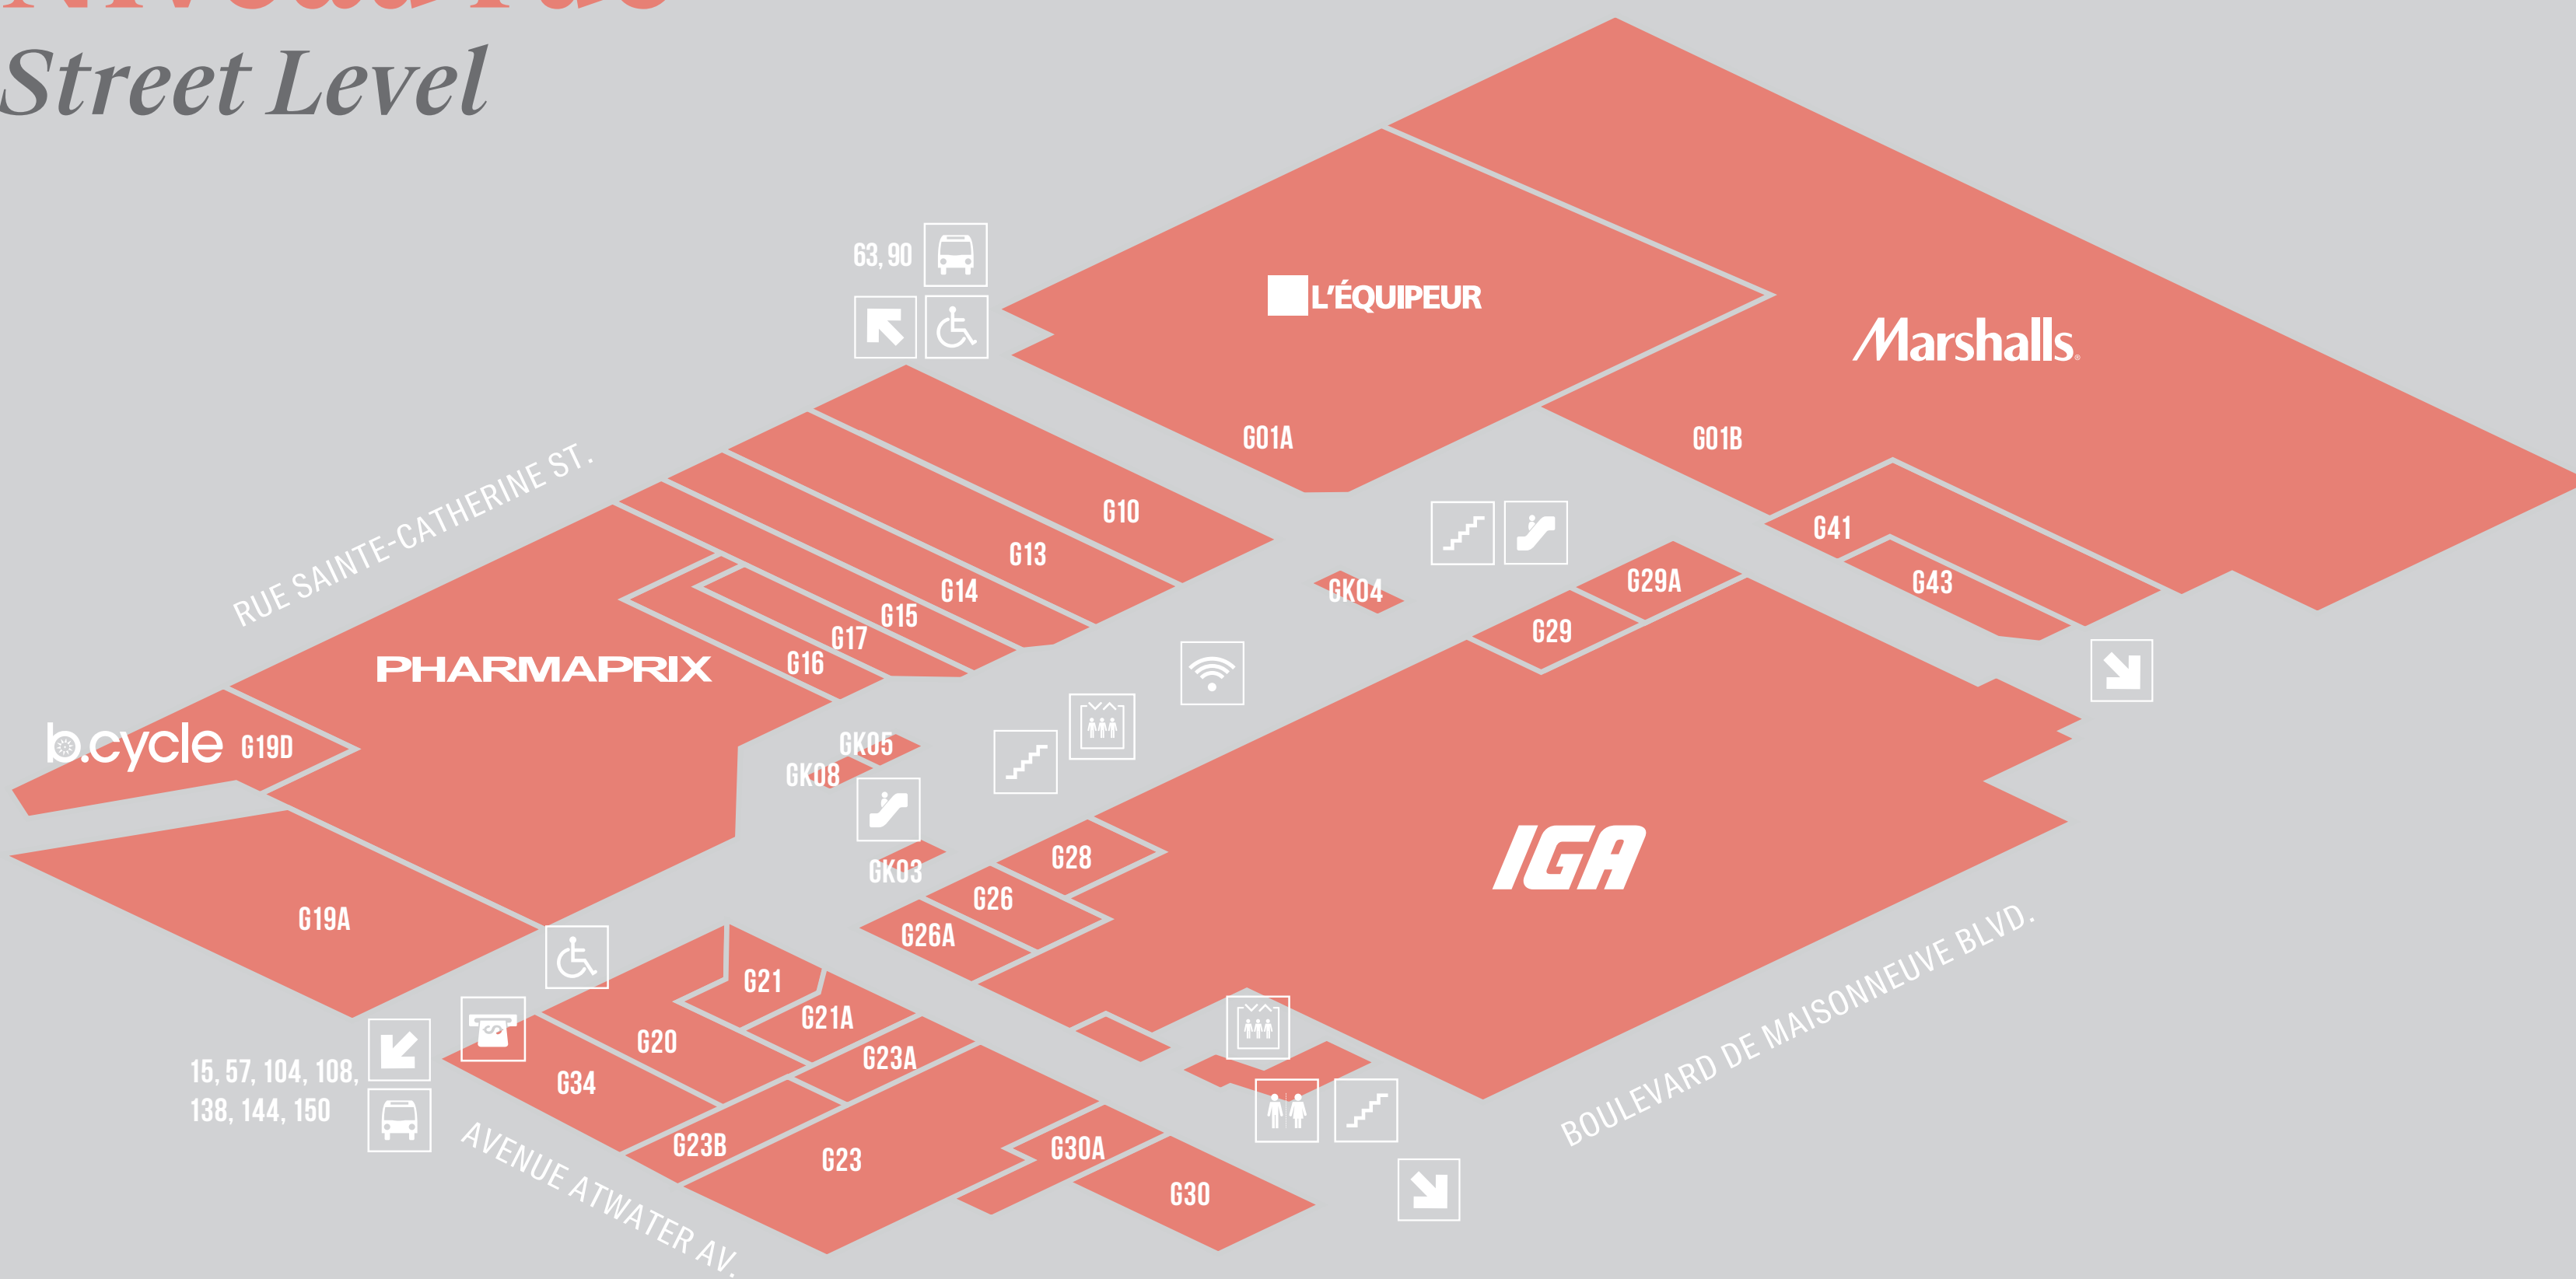 Niveau rue
Street Level
63, 90
L'ÉQUIPEUR
Marshalls
G01A
G01B
RUE SAINTE-CATHERINE ST.
G10
G13
G14
G15
G17
G16
G41
G43
G29A
G29
GK04
PHARMAPRIX
b.cycle
G19D
GK05
GK08
GK03
G28
G26
G26A
IGA
G19A
G21
G21A
G20
G23A
G34
G23B
G23
G30A
G30
15, 57, 104, 108,
138, 144, 150
AVENUE ATWATER AV.
BOULEVARD DE MAISONNEUVE BLVD.